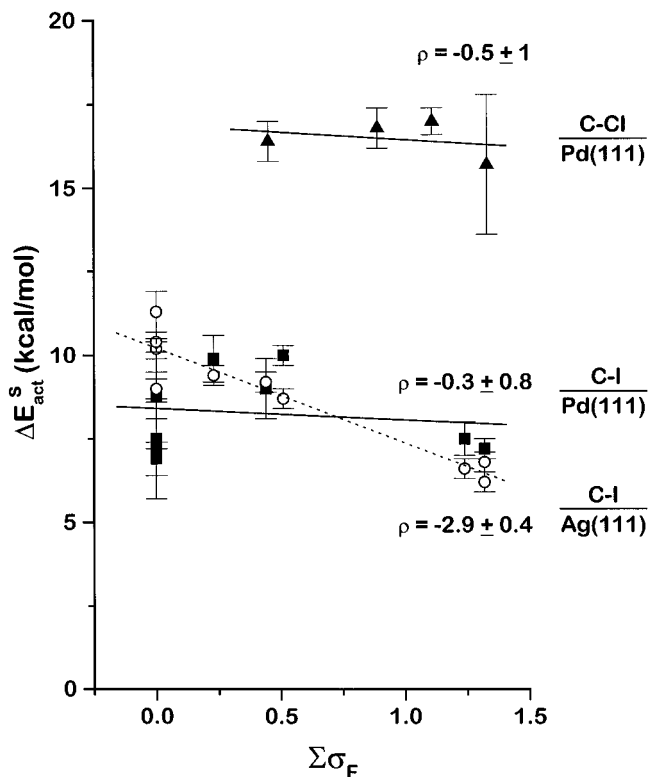 20
15
10
5
0
0.0
0.5
1.0
1.5
ΔE^S_act (kcal/mol)
Σσ_F
ρ = -0.5 ± 1
C-Cl
Pd(111)
ρ = -0.3 ± 0.8
C-I
Pd(111)
ρ = -2.9 ± 0.4
C-I
Ag(111)